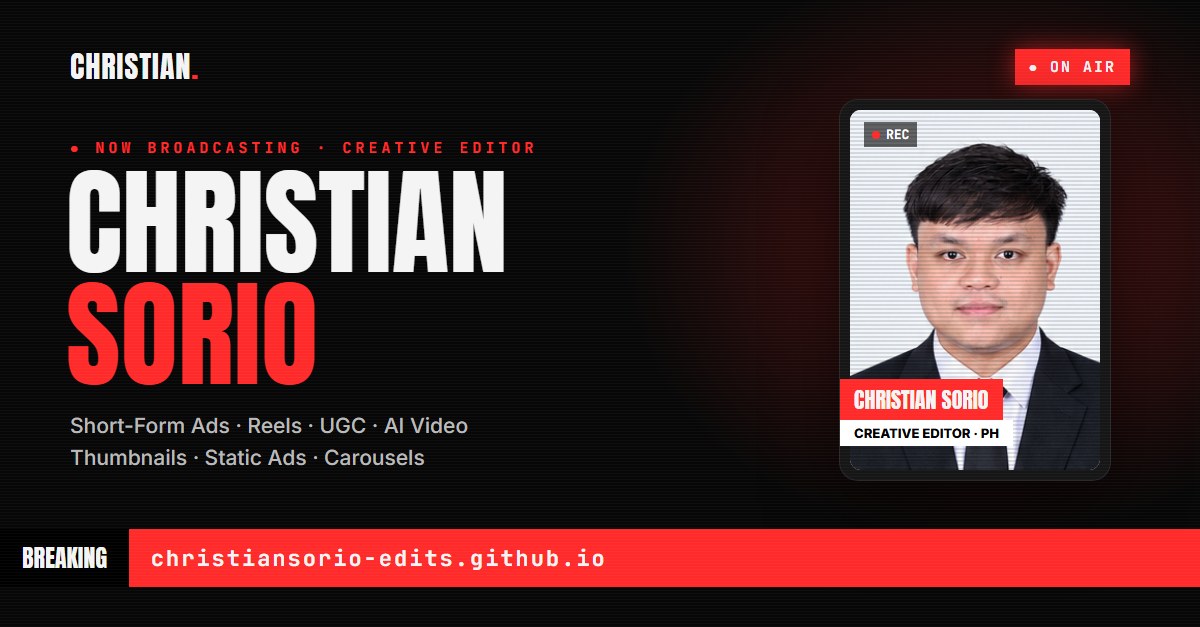 CHRISTIAN.
● ON AIR
● NOW BROADCASTING · CREATIVE EDITOR
CHRISTIAN
SORIO
Short-Form Ads · Reels · UGC · AI Video
Thumbnails · Static Ads · Carousels
● REC
CHRISTIAN SORIO
CREATIVE EDITOR · PH
BREAKING
christiansorio-edits.github.io